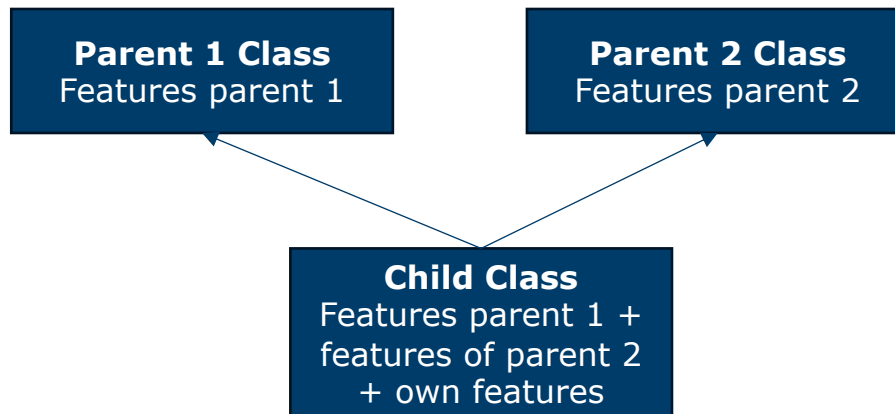 Parent 1 Class
Features parent 1
Parent 2 Class
Features parent 2
Child Class
Features parent 1 +
features of parent 2
+ own features